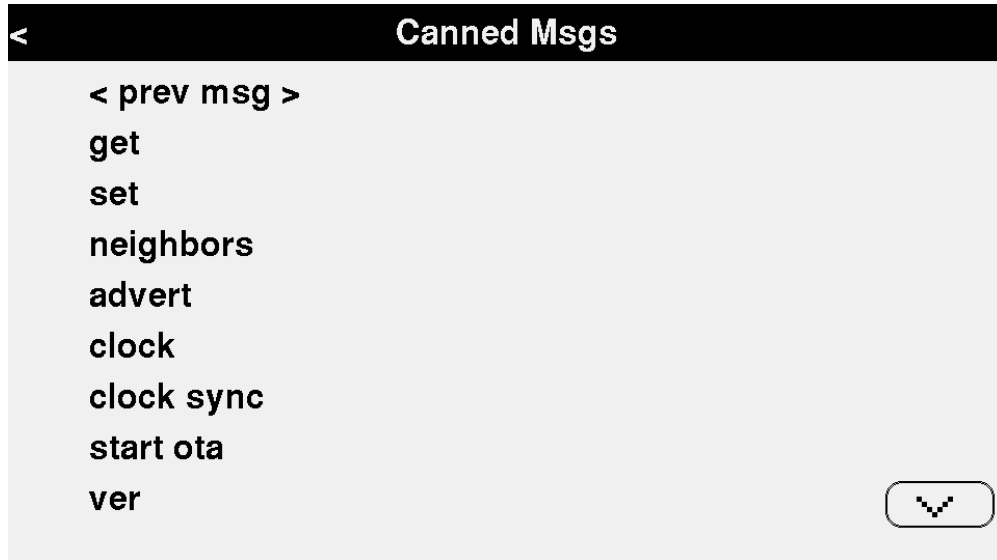 < Canned Msgs
< prev msg >
get
set
neighbors
advert
clock
clock sync
start ota
ver